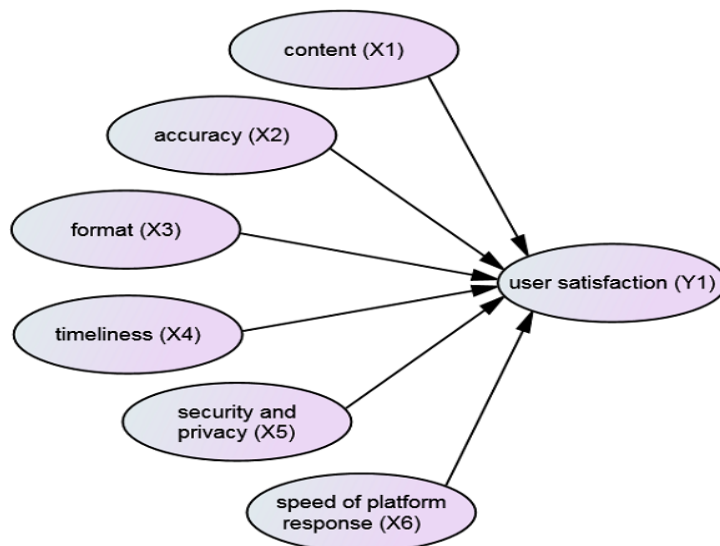 content (X1)
accuracy (X2)
format (X3)
user satisfaction (Y1)
timeliness (X4)
security and
privacy (X5)
speed of platform
response (X6)